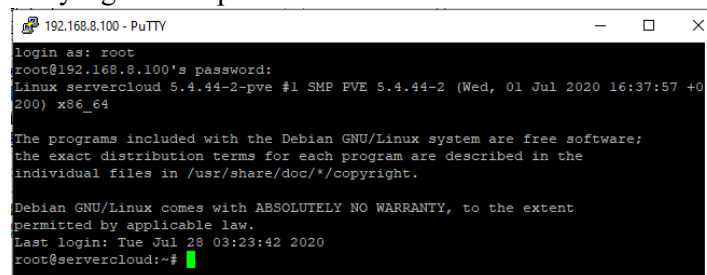 192.168.8.100 - PuTTY
login as: root
root@192.168.8.100's password:
Linux servercloud 5.4.44-2-pve #1 SMP PVE 5.4.44-2 (Wed, 01 Jul 2020 16:37:57 +0
200) x86_64
The programs included with the Debian GNU/Linux system are free software;
the exact distribution terms for each program are described in the
individual files in /usr/share/doc/*/copyright.
Debian GNU/Linux comes with ABSOLUTELY NO WARRANTY, to the extent
permitted by applicable law.
Last login: Tue Jul 28 03:23:42 2020
root@servercloud:~#